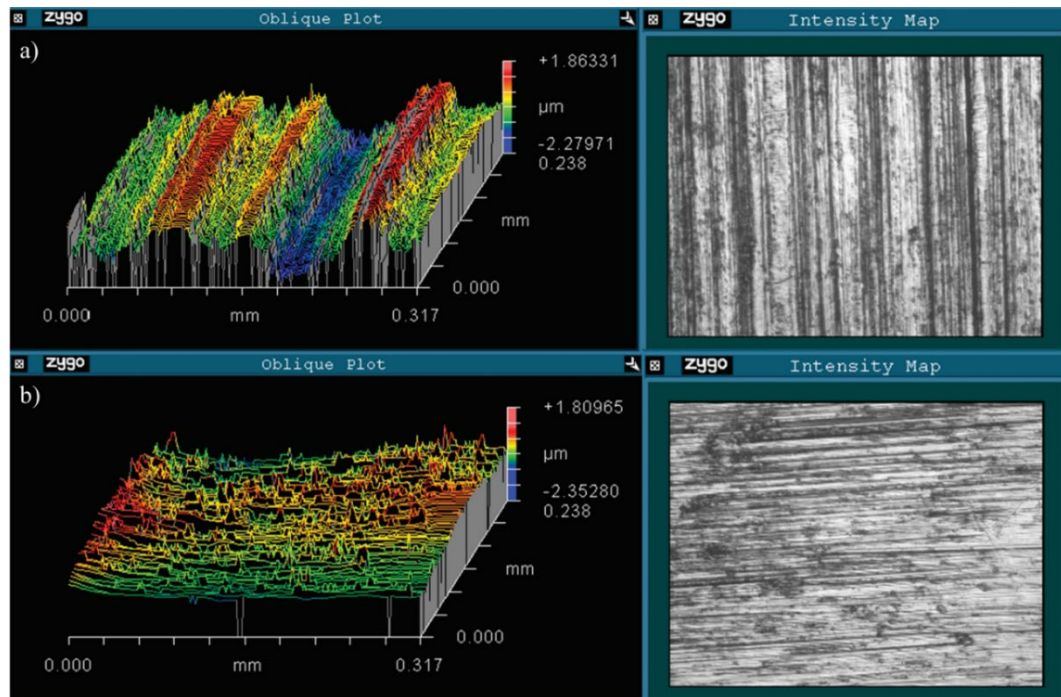 zygo Oblique Plot
zygo Intensity Map
a)
+1.86331
µm
-2.27971
0.238
mm
0.000
0.000 mm 0.317
zygo Oblique Plot
zygo Intensity Map
b)
+1.80965
µm
-2.35280
0.238
mm
0.000
0.000 mm 0.317